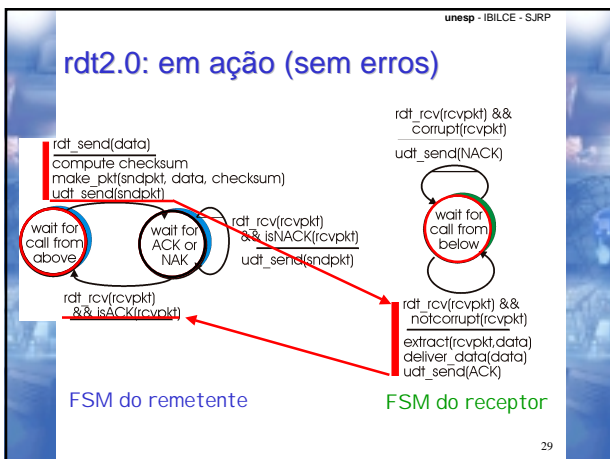 unesp - IBILCE - SJRP
rdt2.0: em ação (sem erros)
rdt_send(data)
compute checksum
make_pkt(sndpkt, data, checksum)
udt_send(sndpkt)
wait for
call from
above
wait for
ACK or
NAK
rdt_rcv(rcvpkt)
&& isNACK(rcvpkt)
udt_send(sndpkt)
rdt_rcv(rcvpkt)
&& isACK(rcvpkt)
FSM do remetente
rdt_rcv(rcvpkt) &&
corrupt(rcvpkt)
udt_send(NACK)
wait for
call from
below
rdt_rcv(rcvpkt) &&
notcorrupt(rcvpkt)
extract(rcvpkt,data)
deliver_data(data)
udt_send(ACK)
FSM do receptor
29